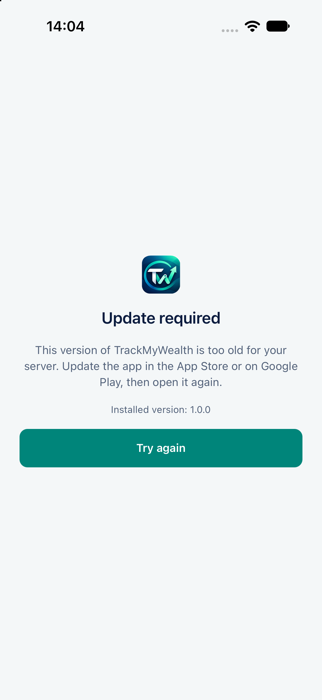 14:04
TW
Update required
This version of TrackMyWealth is too old for your
server. Update the app in the App Store or on Google
Play, then open it again.
Installed version: 1.0.0
Try again